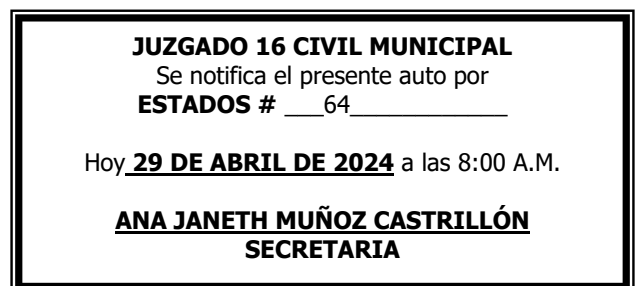 JUZGADO 16 CIVIL MUNICIPAL
Se notifica el presente auto por
ESTADOS # ___64____________
Hoy 29 DE ABRIL DE 2024 a las 8:00 A.M.
ANA JANETH MUÑOZ CASTRILLÓN
SECRETARIA